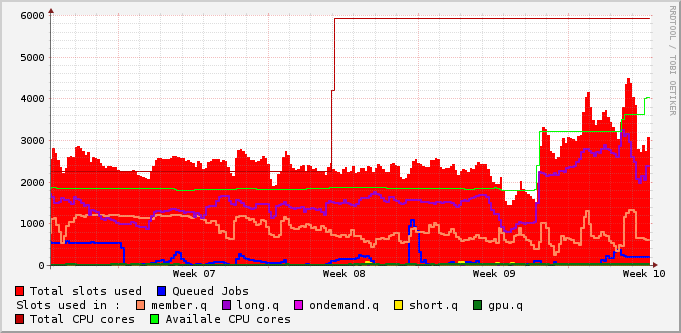 6000
5000
4000
3000
2000
1000
0
Week 07 Week 08 Week 09 Week 10
RRDTOOL / TOBI OETIKER
Total slots used Queued Jobs
Slots used in : member.q long.q ondemand.q short.q gpu.q
Total CPU cores Availale CPU cores